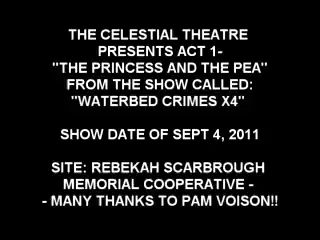 THE CELESTIAL THEATRE
PRESENTS ACT 1-
"THE PRINCESS AND THE PEA"
FROM THE SHOW CALLED:
"WATERBED CRIMES X4"
SHOW DATE OF SEPT 4, 2011
SITE: REBEKAH SCARBROUGH
MEMORIAL COOPERATIVE -
- MANY THANKS TO PAM VOISON!!